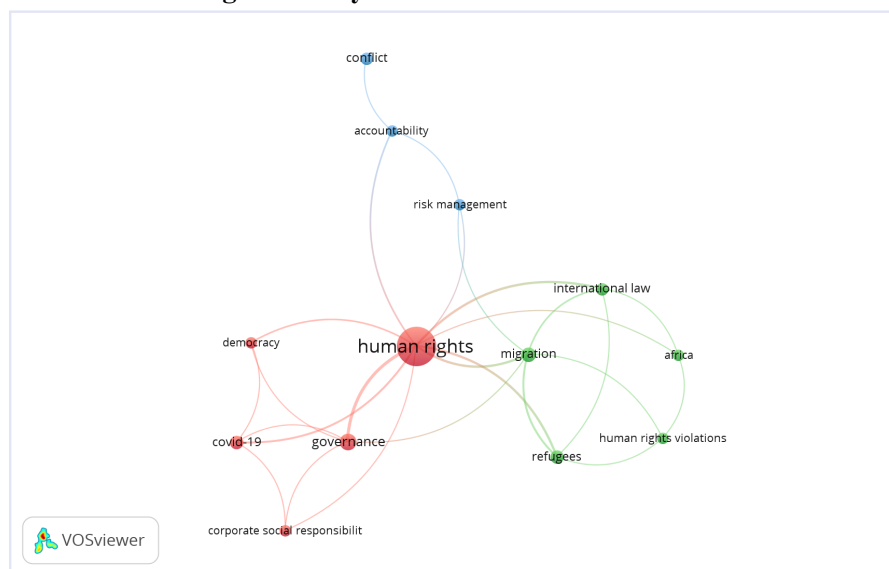 conflict
accountability
risk management
international law
human rights
democracy
migration
africa
covid-19
governance
human rights violations
refugees
corporate social responsibilit
VOSviewer